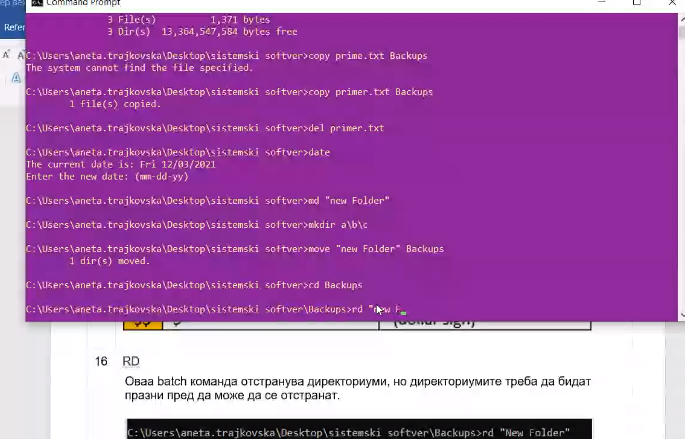 Command Prompt
Refer
3 File(s) 1,371 bytes
3 Dir(s) 13,364,547,584 bytes free
C:\Users\aneta.trajkovska\Desktop\sistemski softver>copy prime.txt Backups
The system cannot find the file specified.
C:\Users\aneta.trajkovska\Desktop\sistemski softver>copy primer.txt Backups
1 file(s) copied.
C:\Users\aneta.trajkovska\Desktop\sistemski softver>del primer.txt
C:\Users\aneta.trajkovska\Desktop\sistemski softver>date
The current date is: Fri 12/03/2021
Enter the new date: (mm-dd-yy)
C:\Users\aneta.trajkovska\Desktop\sistemski softver>md "new Folder"
C:\Users\aneta.trajkovska\Desktop\sistemski softver>mkdir a\b\c
C:\Users\aneta.trajkovska\Desktop\sistemski softver>move "new Folder" Backups
1 dir(s) moved.
C:\Users\aneta.trajkovska\Desktop\sistemski softver>cd Backups
C:\Users\aneta.trajkovska\Desktop\sistemski softver\Backups>rd "new F
$$ (dollar sign)
16 RD
Оваа batch команда отстранува директориуми, но директориумите треба да бидат
празни пред да може да се отстранат.
C:\Users\aneta.trajkovska\Desktop\sistemski softver\Backups>rd "New Folder"